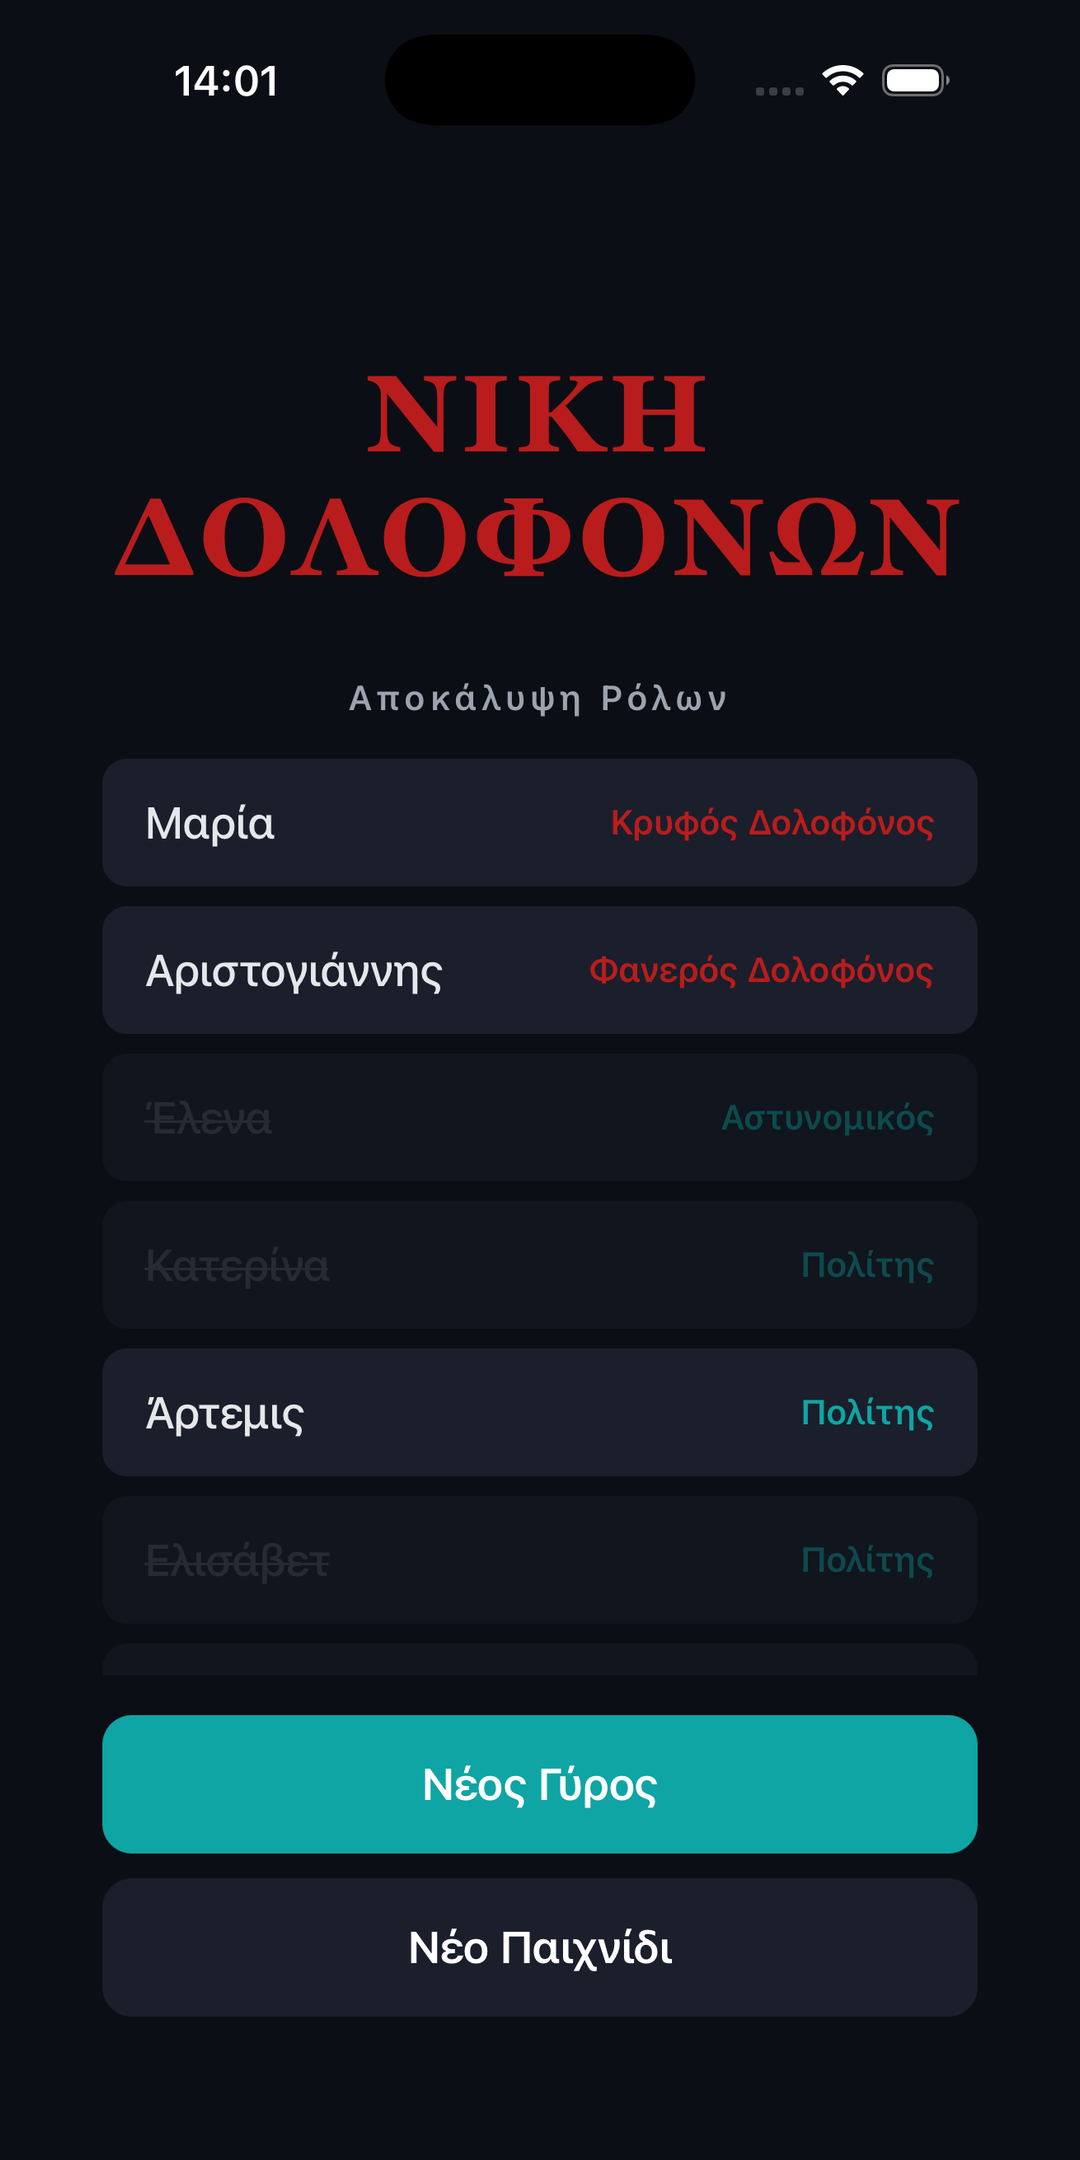 14:01
ΝΙΚΗ
ΔΟΛΟΦΟΝΩΝ
Αποκάλυψη Ρόλων
Μαρία Κρυφός Δολοφόνος
Αριστογιάννης Φανερός Δολοφόνος
Έλενα Αστυνομικός
Κατερίνα Πολίτης
Άρτεμις Πολίτης
Ελισάβετ Πολίτης
Νέος Γύρος
Νέο Παιχνίδι